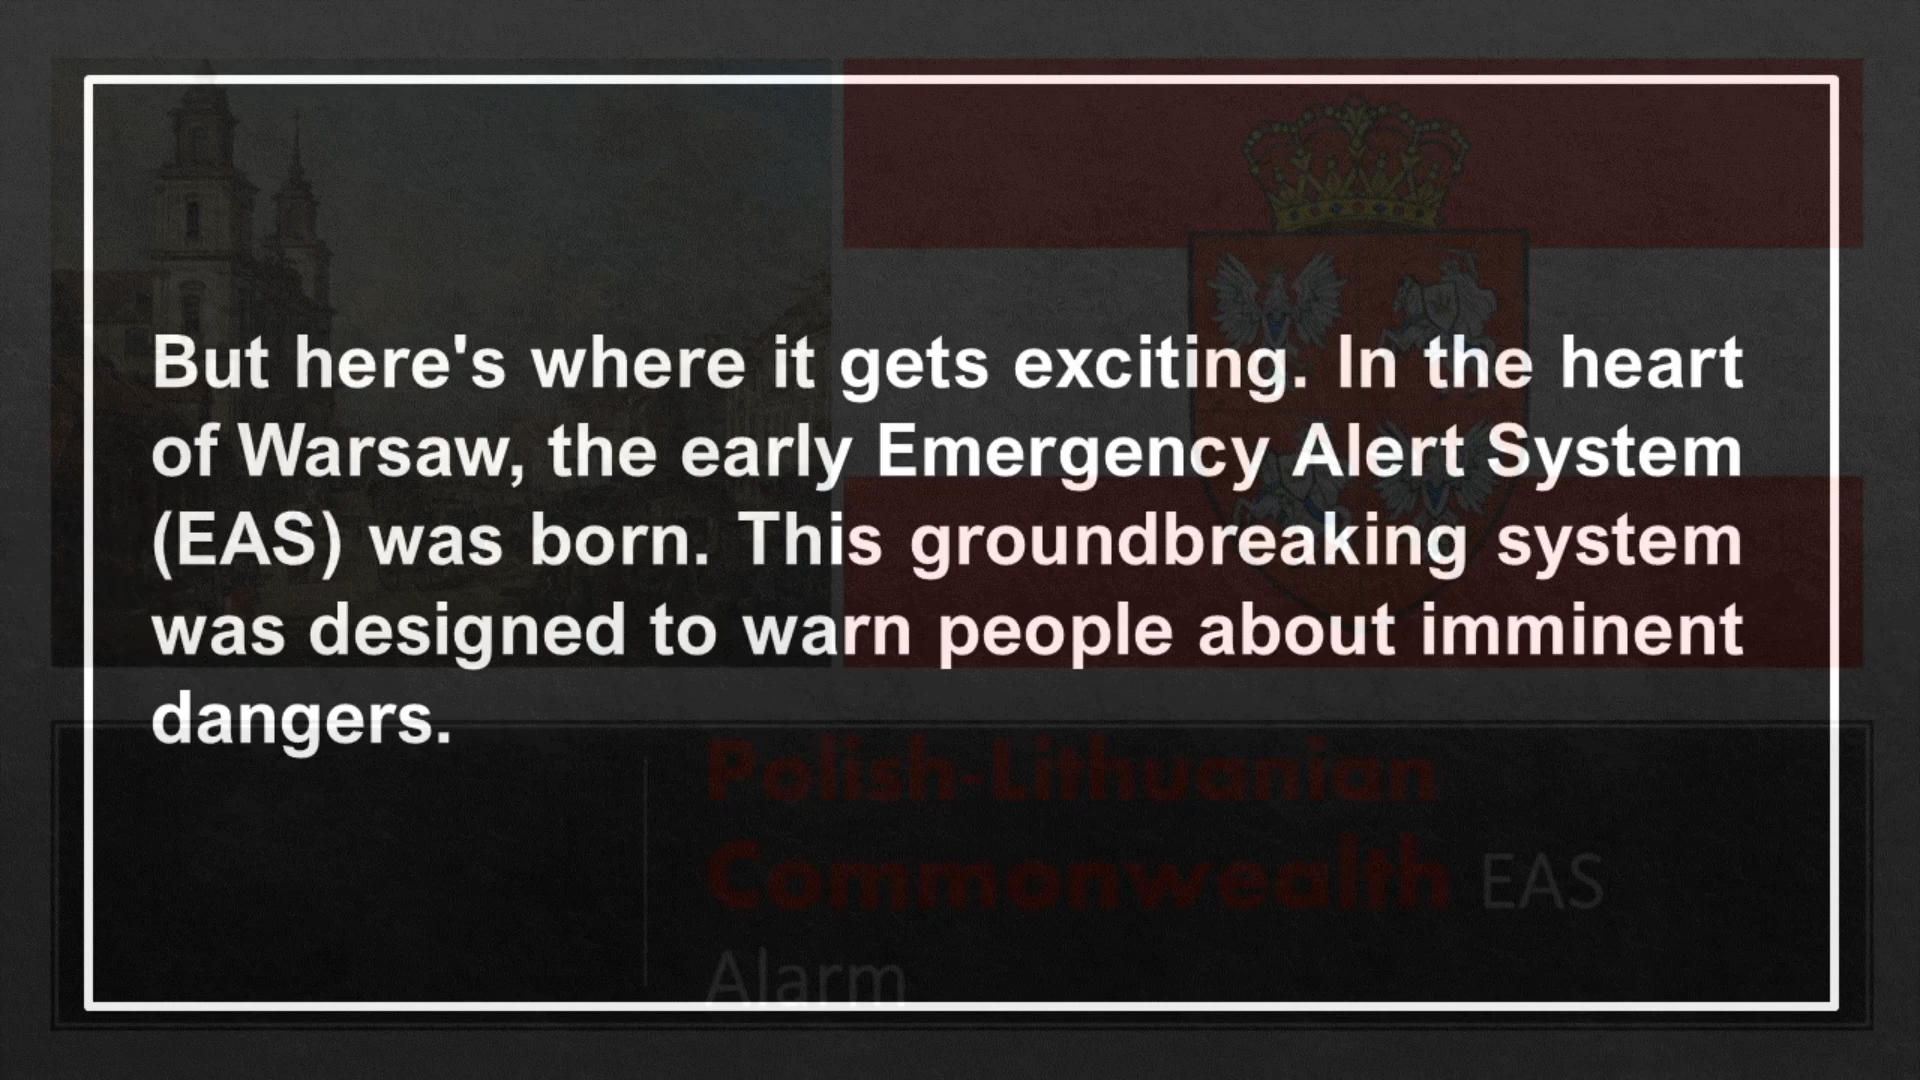 But here's where it gets exciting. In the heart
of Warsaw, the early Emergency Alert System
(EAS) was born. This groundbreaking system
was designed to warn people about imminent
dangers.
Polish-Lithuanian
Commonwealth EAS
Alarm